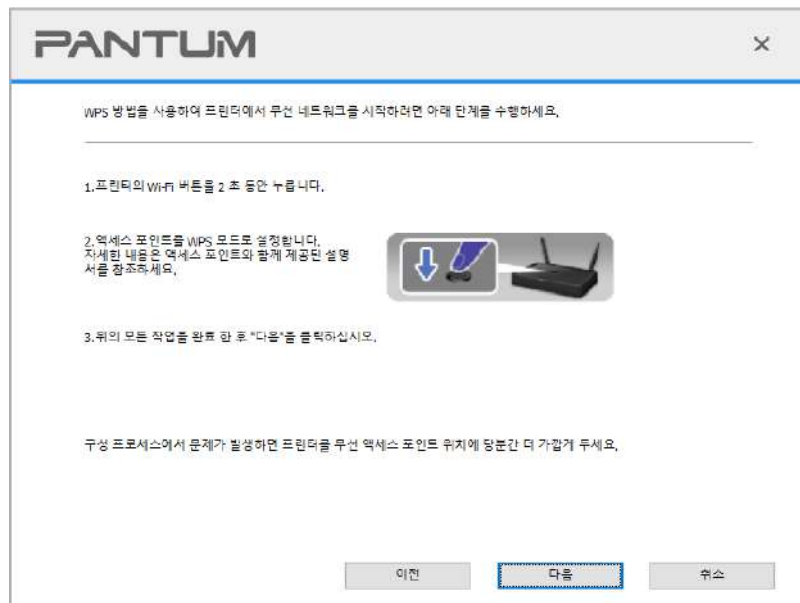 PANTUM
WPS 방법을 사용하여 프린터에서 무선 네트워크를 시작하려면 아래 단계를 수행하세요.
1.프린터의 Wi-Fi 버튼을 2 초 동안 누릅니다.
2.액세스 포인트를 WPS 모드로 설정합니다.
자세한 내용은 액세스 포인트와 함께 제공된 설명
서를 참조하세요.
3.위의 모든 작업을 완료 한 후 "다음"을 클릭하십시오.
구성 프로세스에서 문제가 발생하면 프린터를 무선 액세스 포인트 위치에 당분간 더 가깝게 두세요.
이전
다음
취소